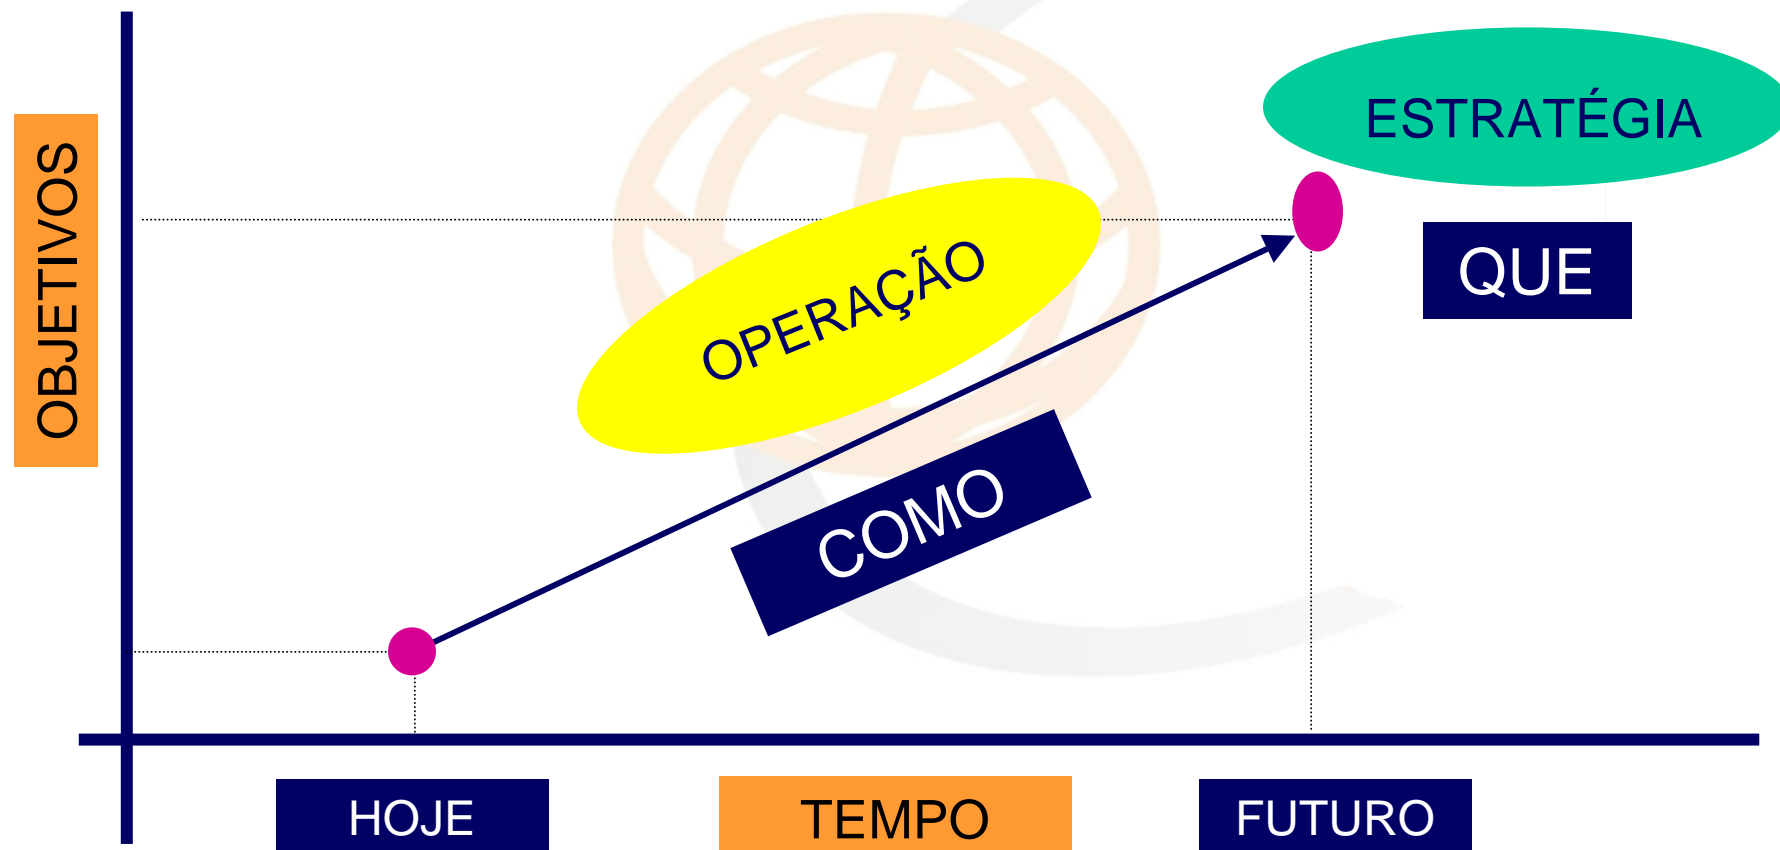 ESTRATÉGIA
OBJETIVOS
QUE
OPERAÇÃO
COMO
HOJE
TEMPO
FUTURO